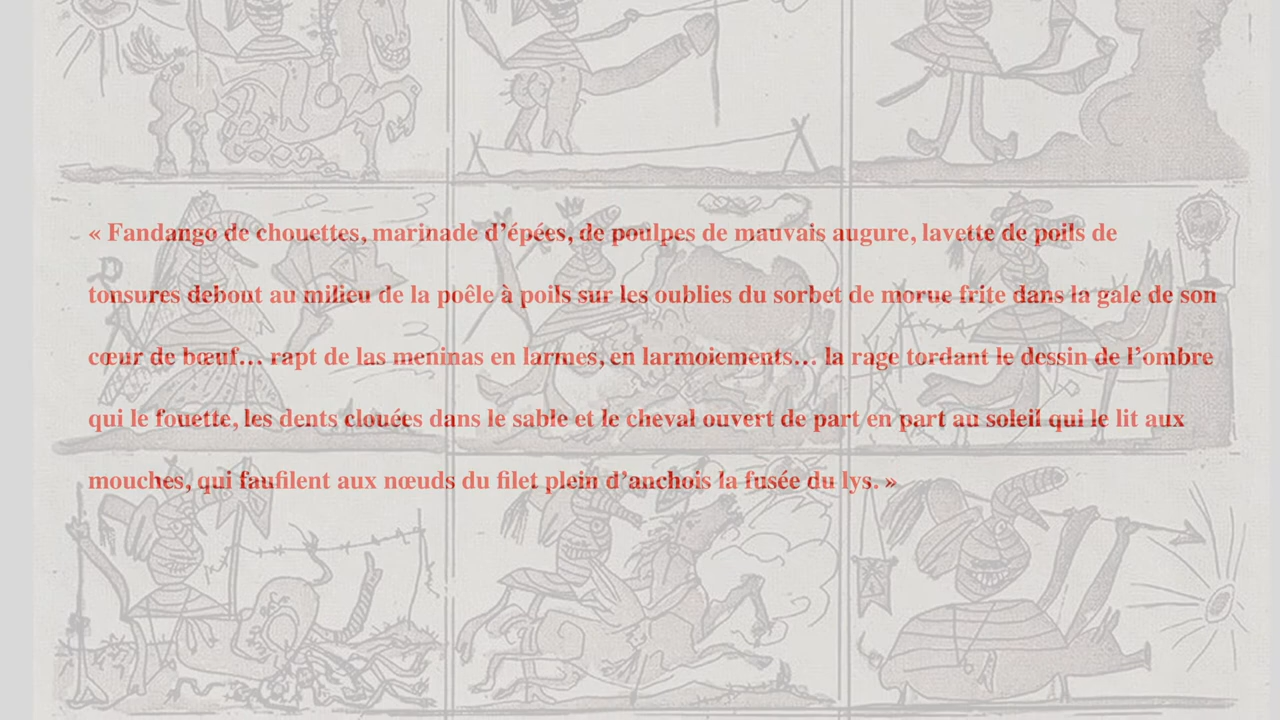 « Fandango de chouettes, marinade d’épées, de poulpes de mauvais augure, lavette de poils de
tonsures debout au milieu de la poêle à poils sur les oublies du sorbet de morue frite dans la gale de son
cœur de bœuf… rapt de las meninas en larmes, en larmoiements… la rage tordant le dessin de l’ombre
qui le fouette, les dents clouées dans le sable et le cheval ouvert de part en part au soleil qui le lit aux
mouches, qui faufilent aux nœuds du filet plein d’anchois la fusée du lys. »